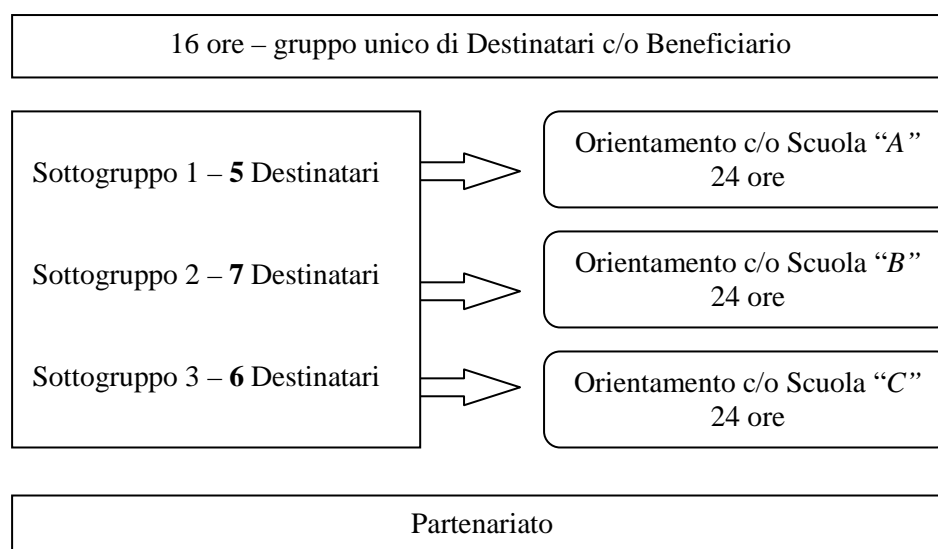 16 ore – gruppo unico di Destinatari c/o Beneficiario
Sottogruppo 1 – 5 Destinatari
Orientamento c/o Scuola “A”
24 ore
Sottogruppo 2 – 7 Destinatari
Orientamento c/o Scuola “B”
24 ore
Sottogruppo 3 – 6 Destinatari
Orientamento c/o Scuola “C”
24 ore
Partenariato